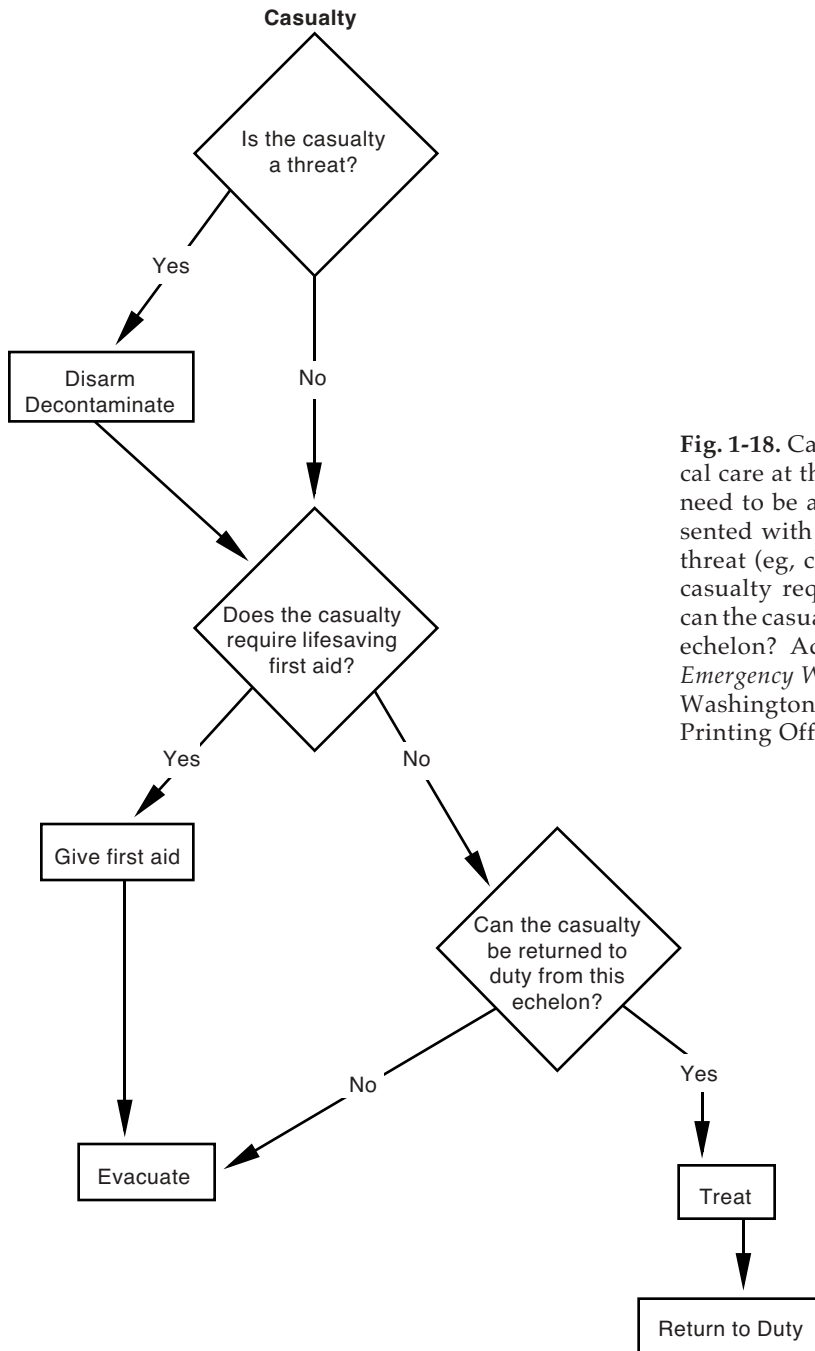 Casualty
Is the casualty
a threat?
Yes
No
Disarm
Decontaminate
Does the casualty
require lifesaving
first aid?
Yes
No
Give first aid
Can the casualty
be returned to
duty from this
echelon?
No
Yes
Evacuate
Treat
Return to Duty
Fig. 1-18. Ca
cal care at th
need to be a
sented with
threat (eg, c
casualty req
can the casua
echelon? Ac
Emergency W
Washington
Printing Off